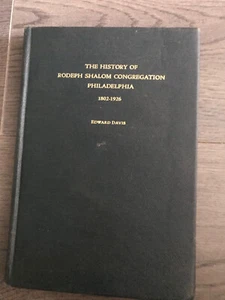 THE HISTORY OF
RODEPH SHALOM CONGREGATION
PHILADELPHIA
1802-1926
EDWARD DAVIS